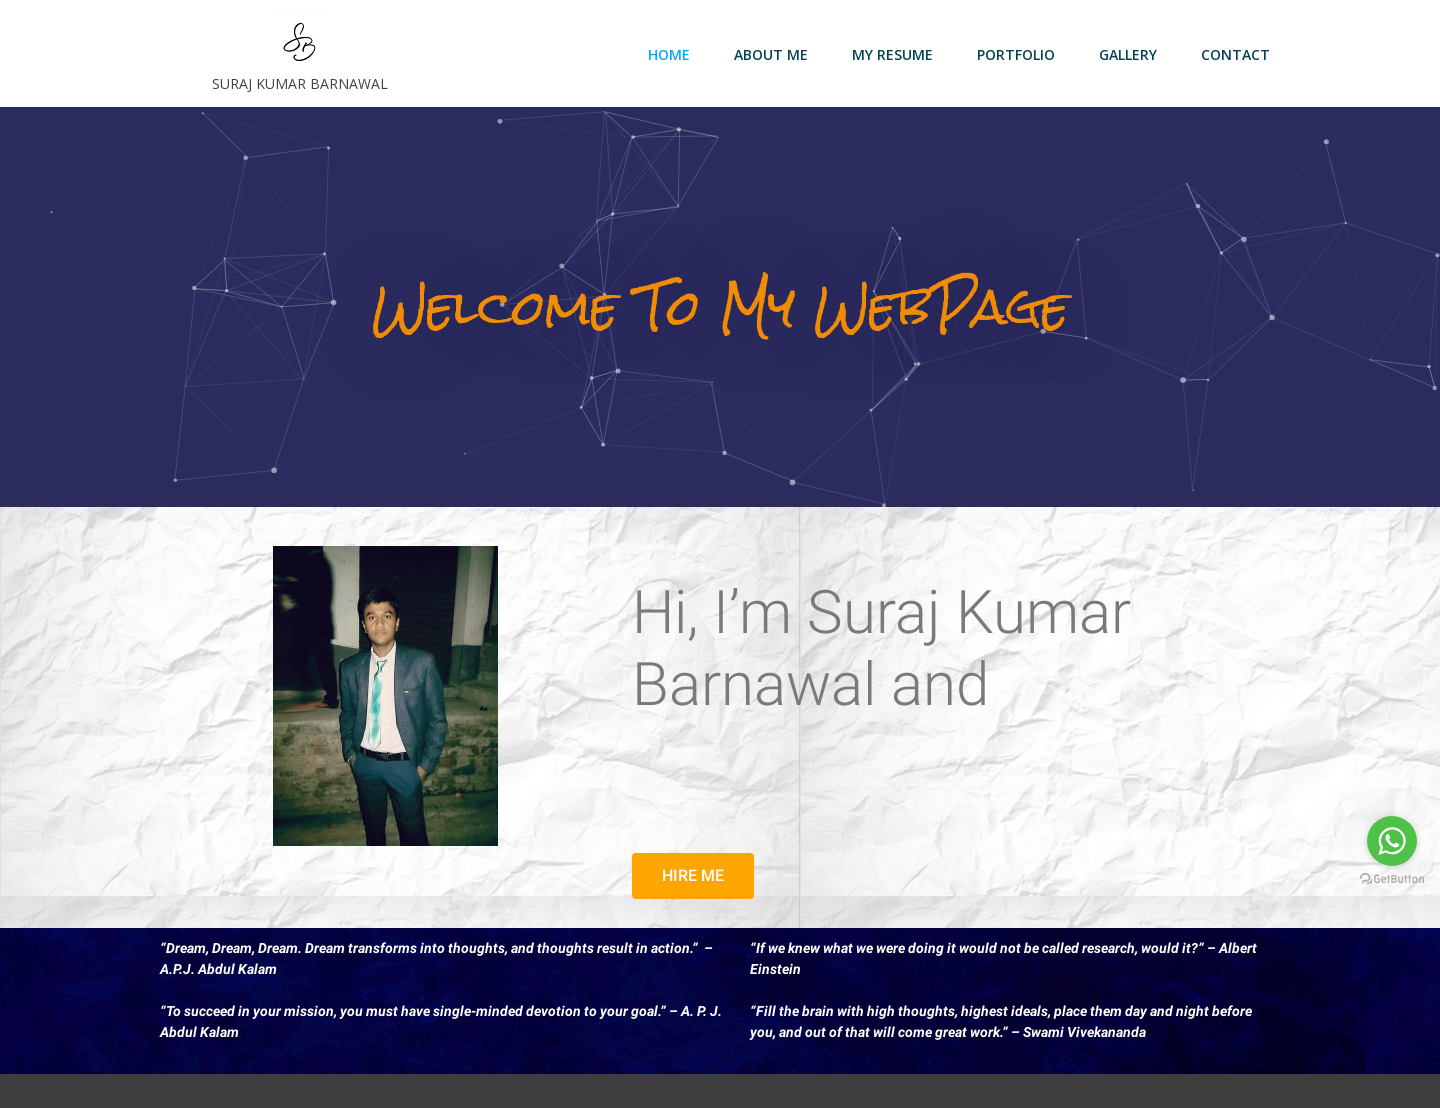 SB
SURAJ KUMAR BARNAWAL
HOME
ABOUT ME
MY RESUME
PORTFOLIO
GALLERY
CONTACT
Welcome To My WebPage
Hi, I’m Suraj Kumar
Barnawal and
HIRE ME
GetButton
“Dream, Dream, Dream. Dream transforms into thoughts, and thoughts result in action.”  –
A.P.J. Abdul Kalam
“To succeed in your mission, you must have single-minded devotion to your goal.” – A. P. J.
Abdul Kalam
“If we knew what we were doing it would not be called research, would it?” – Albert
Einstein
“Fill the brain with high thoughts, highest ideals, place them day and night before
you, and out of that will come great work.” – Swami Vivekananda